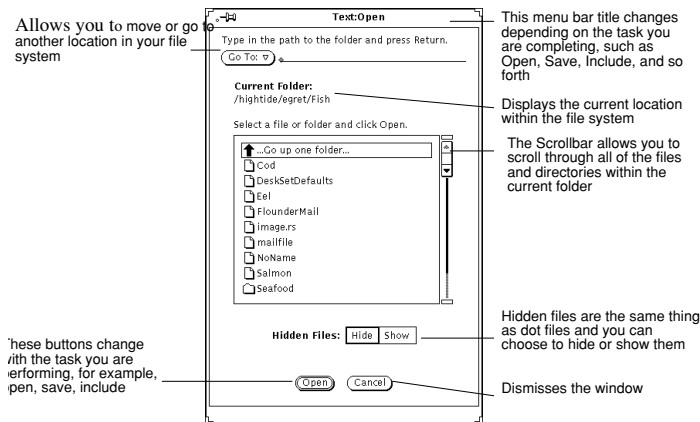 Allows you to move or go to
another location in your file
system
Text:Open
Type in the path to the folder and press Return.
Go To:
Current Folder:
/hightide/egret/Fish
Select a file or folder and click Open.
...Go up one folder...
Cod
DeskSetDefaults
Eel
FlounderMail
image.rs
mailfile
NoName
Salmon
Seafood
Hidden Files: Hide Show
Open Cancel
This menu bar title changes
depending on the task you
are completing, such as
Open, Save, Include, and so
forth
Displays the current location
within the file system
The Scrollbar allows you to
scroll through all of the files
and directories within the
current folder
Hidden files are the same thing
as dot files and you can
choose to hide or show them
These buttons change
with the task you are
performing, for example,
open, save, include
Dismisses the window